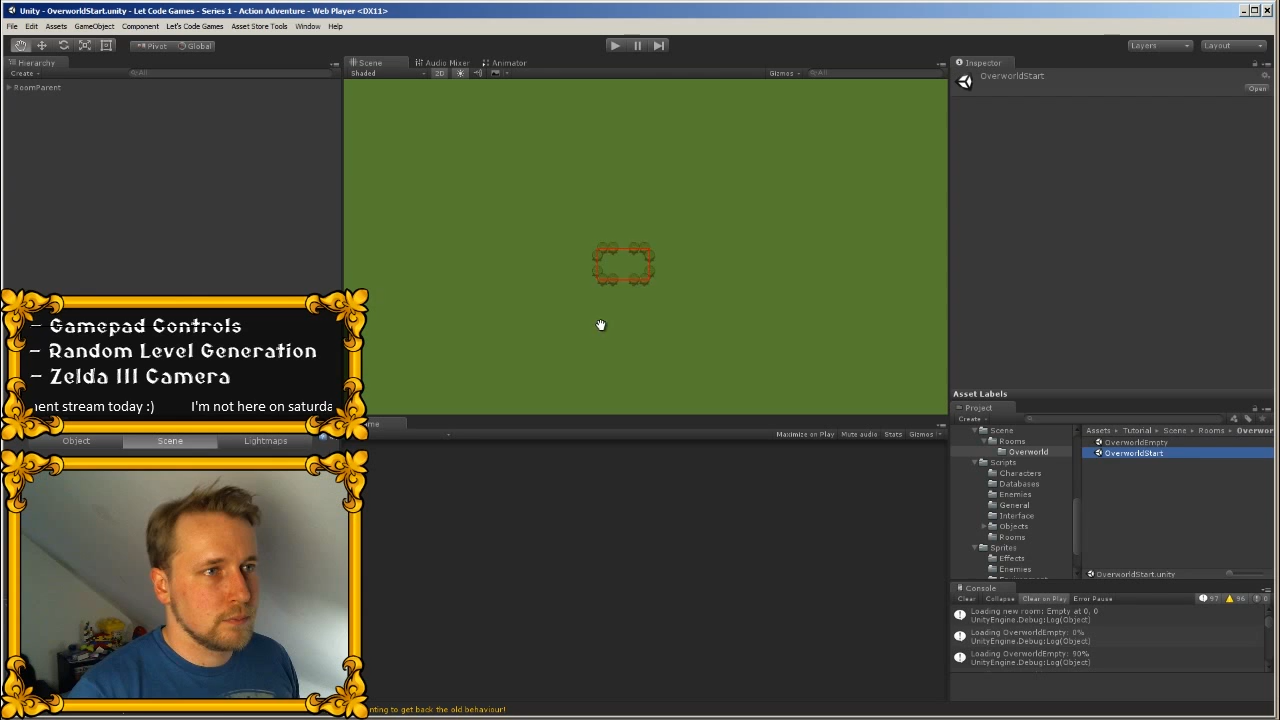 Unity - OverworldStart.unity - Let Code Games - Series 1 - Action Adventure - Web Player <DX11>
File Edit Assets GameObject Component Let's Code Games Asset Store Tools Window Help
Pivot Global Layers Layout
Hierarchy
Create All
RoomParent
Scene Audio Mixer Animator
Shaded 2D Gizmos All
Inspector
OverworldStart
Open
- Gamepad Controls
- Random Level Generation
- Zelda III Camera
ent stream today :) I'm not here on saturda
Object Scene Lightmaps
Maximize on Play Mute audio Stats Gizmos
nting to get back the old behaviour!
Asset Labels
Project
Create
Scene
Rooms
Overworld
Scripts
Characters
Databases
Enemies
General
Interface
Objects
Rooms
Sprites
Effects
Enemies
Assets Tutorial Scene Rooms Overwor
OverworldEmpty
OverworldStart
OverworldStart.unity
Console
Clear Collapse Clear on Play Error Pause 97 96 0
Loading new room: Empty at 0, 0
UnityEngine.Debug:Log(Object)
Loading OverworldEmpty: 0%
UnityEngine.Debug:Log(Object)
Loading OverworldEmpty: 90%
UnityEngine.Debug:Log(Object)